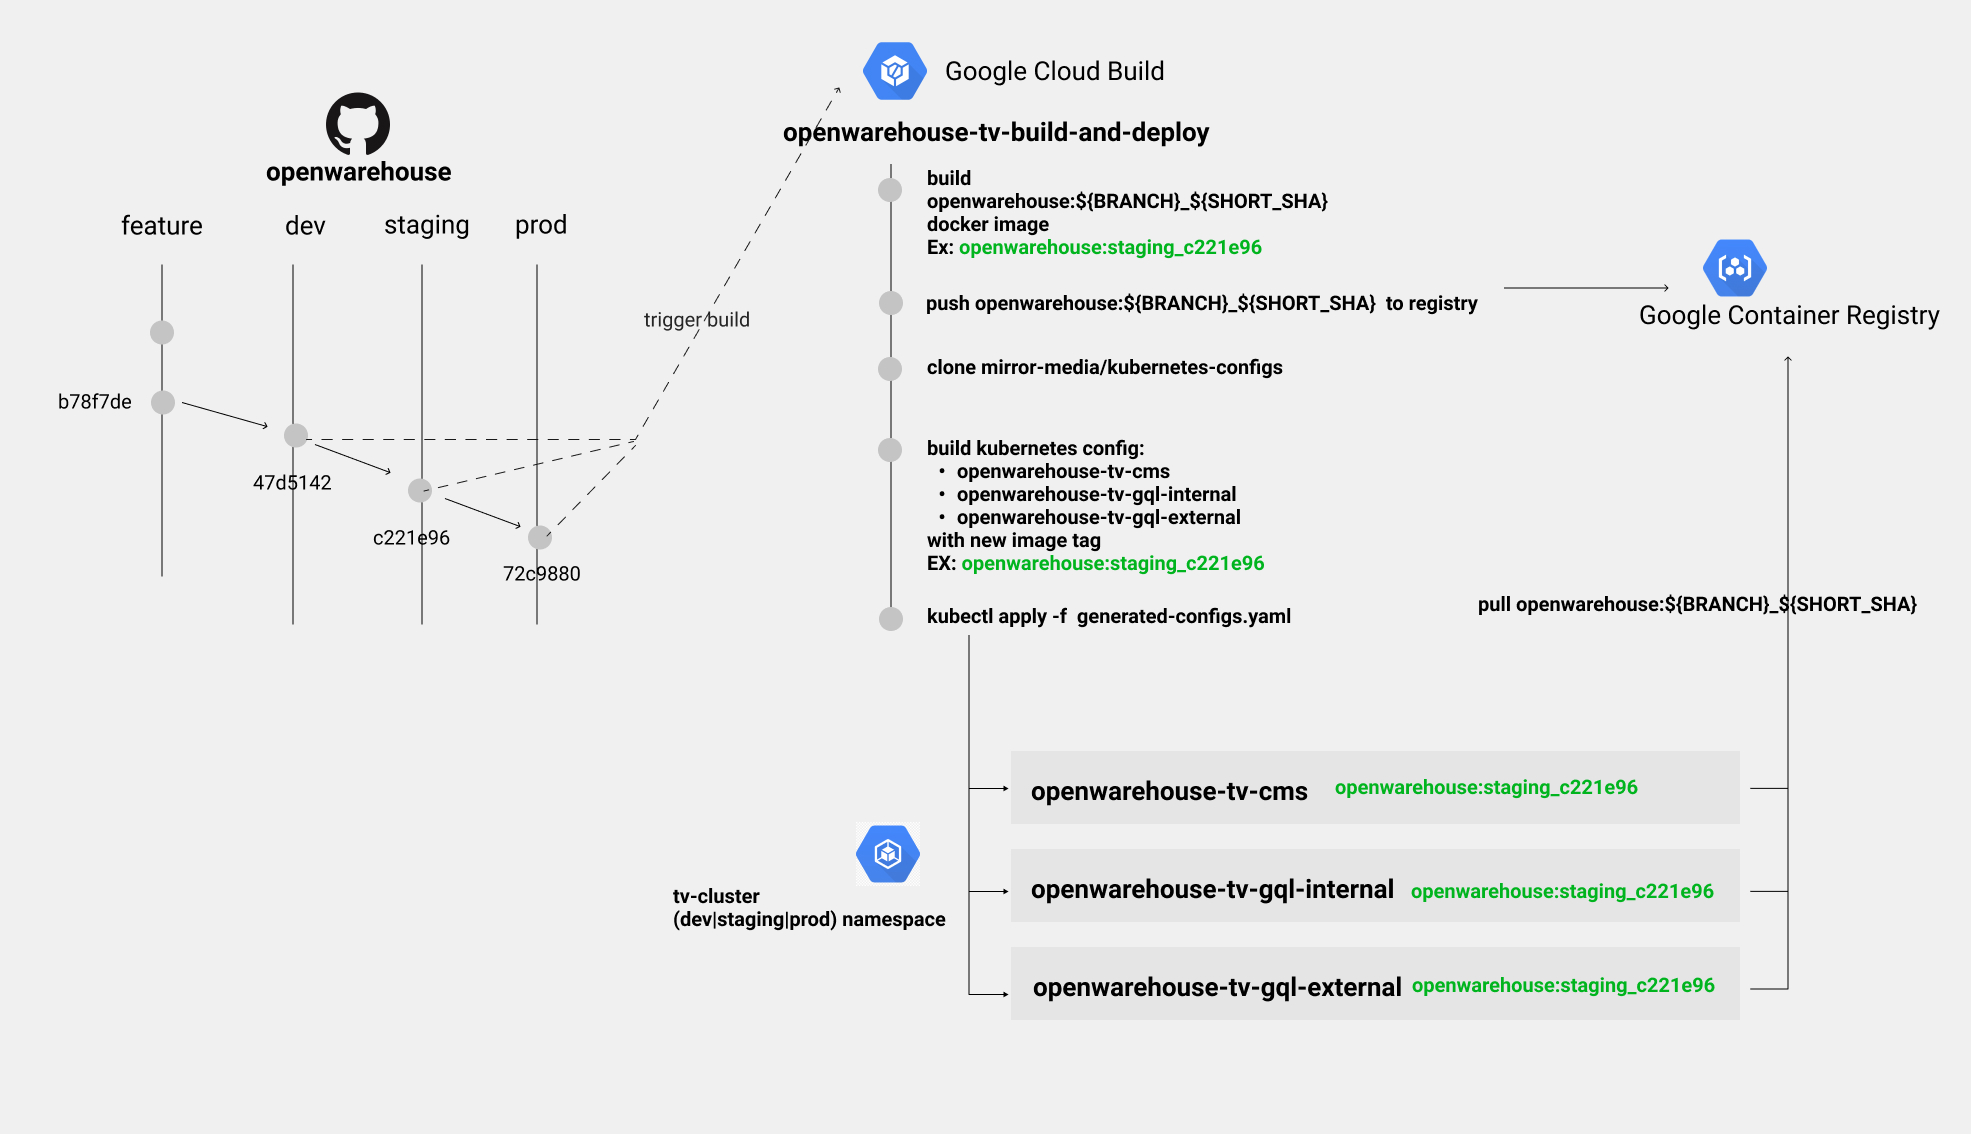 openwarehouse
feature
dev
staging
prod
b78f7de
47d5142
c221e96
72c9880
trigger build
Google Cloud Build
openwarehouse-tv-build-and-deploy
build
openwarehouse:${BRANCH}_${SHORT_SHA}
docker image
Ex: openwarehouse:staging_c221e96
push openwarehouse:${BRANCH}_${SHORT_SHA} to registry
clone mirror-media/kubernetes-configs
build kubernetes config:
• openwarehouse-tv-cms
• openwarehouse-tv-gql-internal
• openwarehouse-tv-gql-external
with new image tag
EX: openwarehouse:staging_c221e96
kubectl apply -f generated-configs.yaml
Google Container Registry
pull openwarehouse:${BRANCH}_${SHORT_SHA}
tv-cluster
(dev|staging|prod) namespace
openwarehouse-tv-cms openwarehouse:staging_c221e96
openwarehouse-tv-gql-internal openwarehouse:staging_c221e96
openwarehouse-tv-gql-external openwarehouse:staging_c221e96